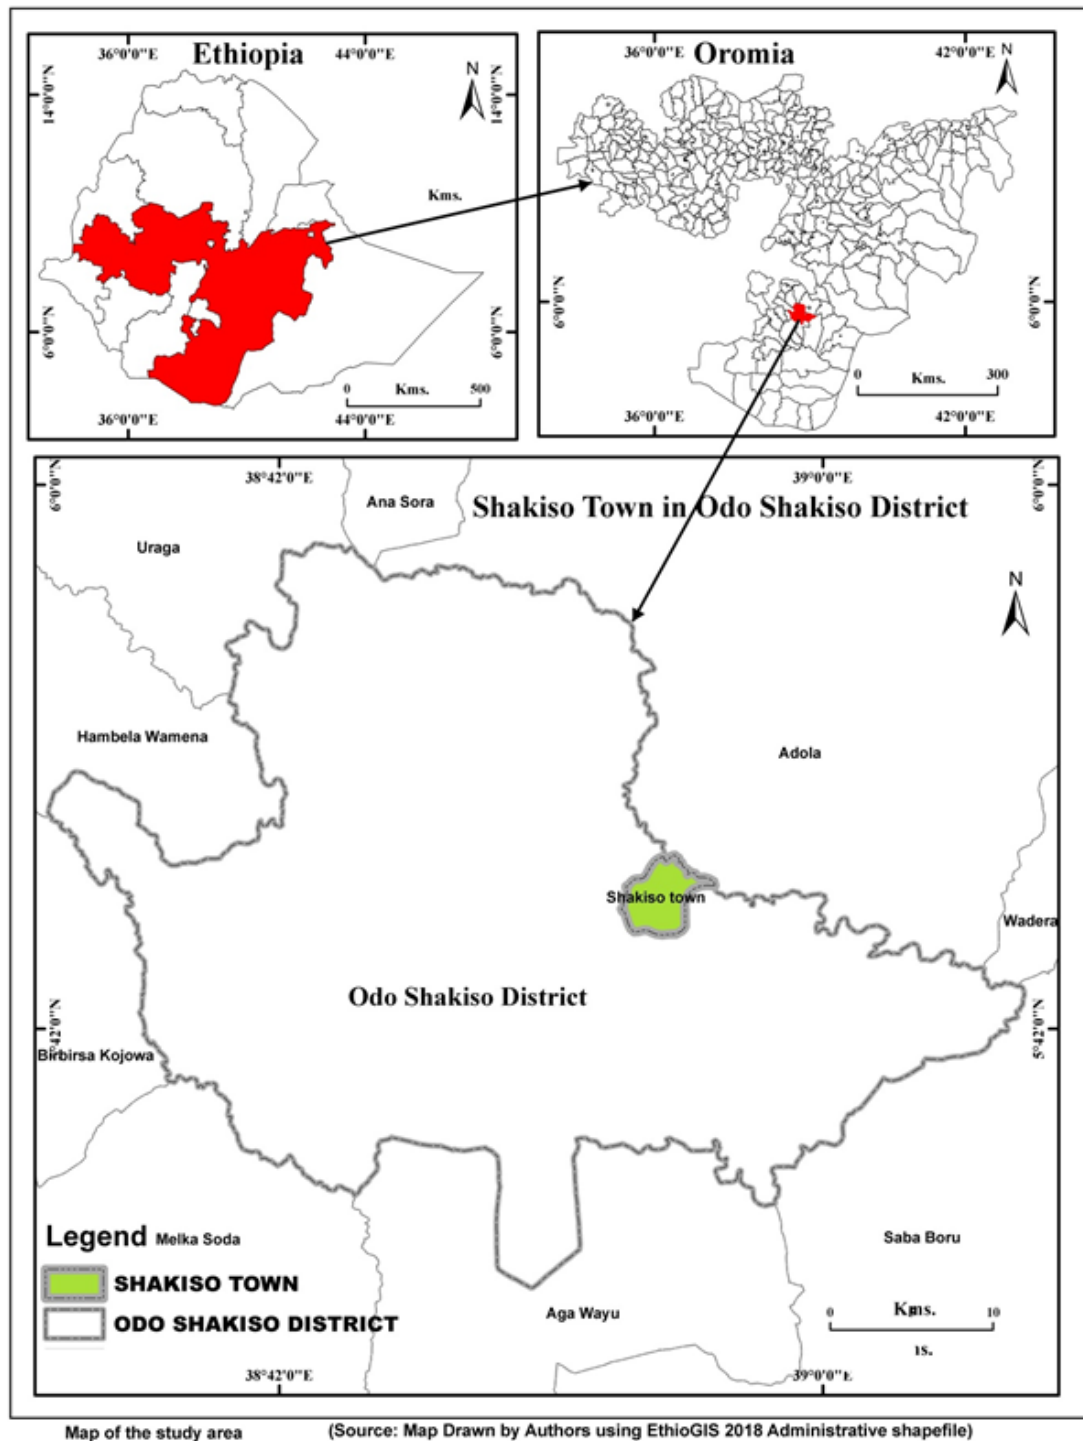 Ethiopia
36°0'0"E 44°0'0"E
N
14°0'0"N 14°0'0"N
Kms.
6°0'0"N 6°0'0"N
0 Kms. 500
36°0'0"E 44°0'0"E
Oromia
36°0'0"E 42°0'0"E
N
6°0'0"N 6°0'0"N
0 Kms. 300
36°0'0"E 42°0'0"E
38°42'0"E 39°0'0"E
6°0'0"N 6°0'0"N
Ana Sora
Shakiso Town in Odo Shakiso District
Uraga
N
Hambela Wamena
Adola
Shakiso town
Wadera
Odo Shakiso District
5°42'0"N
Birbirsa Kojowa
Legend
Melka Soda
Saba Boru
SHAKISO TOWN
Aga Wayu
0 Kms. 10
ODO SHAKISO DISTRICT
38°42'0"E 39°0'0"E
Map of the study area (Source: Map Drawn by Authors using EthioGIS 2018 Administrative shapefile)